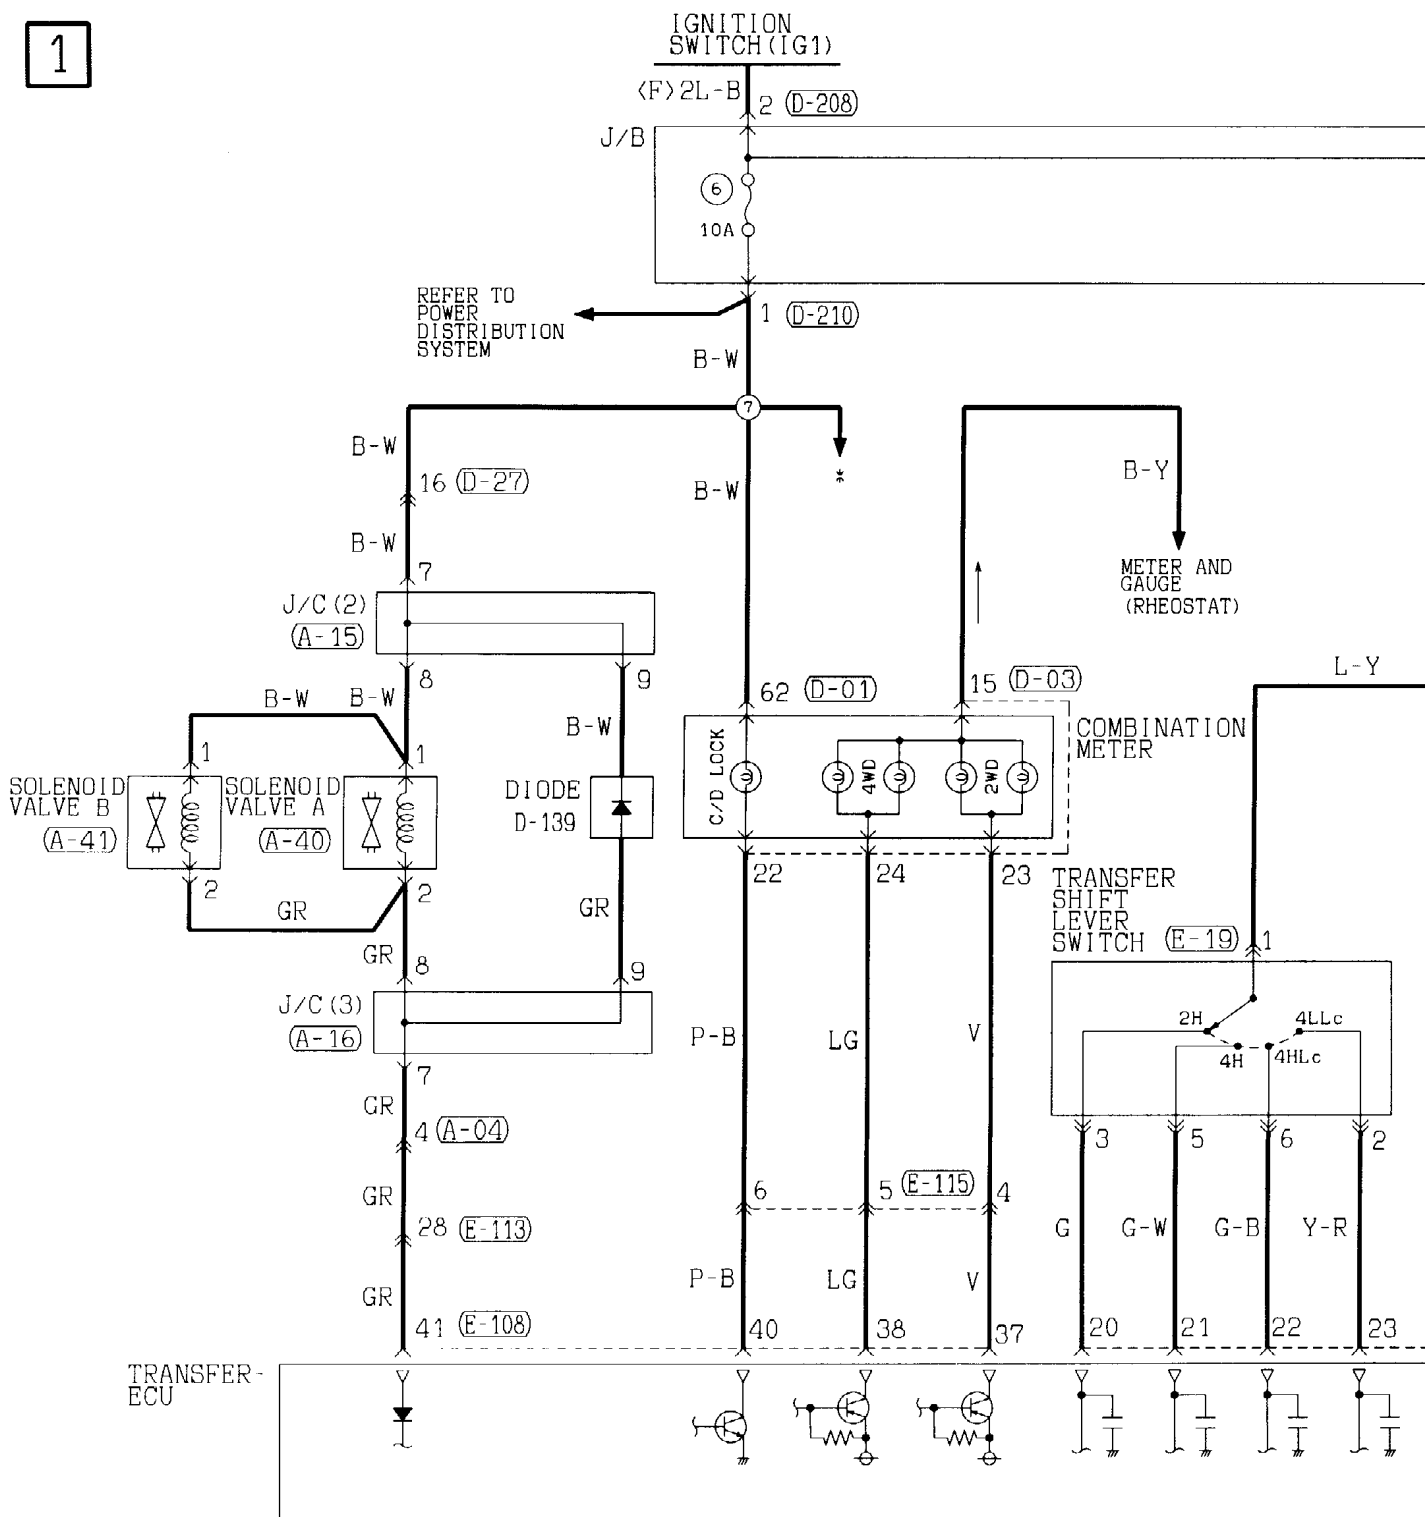 1
IGNITION
SWITCH(IG1)
<F>2L-B
2 (D-208)
J/B
6
10A
REFER TO
POWER
DISTRIBUTION
SYSTEM
1 (D-210)
B-W
7
B-W
16 (D-27)
B-W
*
B-Y
B-W
7
METER AND
GAUGE
(RHEOSTAT)
J/C(2)
(A-15)
8
9
L-Y
B-W
B-W
B-W
62 (D-01)
15 (D-03)
COMBINATION
METER
1
1
C/D LOCK
4WD
2WD
SOLENOID
VALVE B
(A-41)
SOLENOID
VALVE A
(A-40)
DIODE
D-139
2
2
22
24
23
TRANSFER
SHIFT
LEVER
SWITCH
(E-19)
1
GR
GR
GR
8
9
J/C(3)
(A-16)
2H
4LLc
4H
4HLc
P-B
LG
V
7
GR
4 (A-04)
3
5
6
2
GR
6
5 (E-115)
4
28 (E-113)
G
G-W
G-B
Y-R
GR
P-B
LG
V
41 (E-108)
40
38
37
20
21
22
23
TRANSFER-
ECU